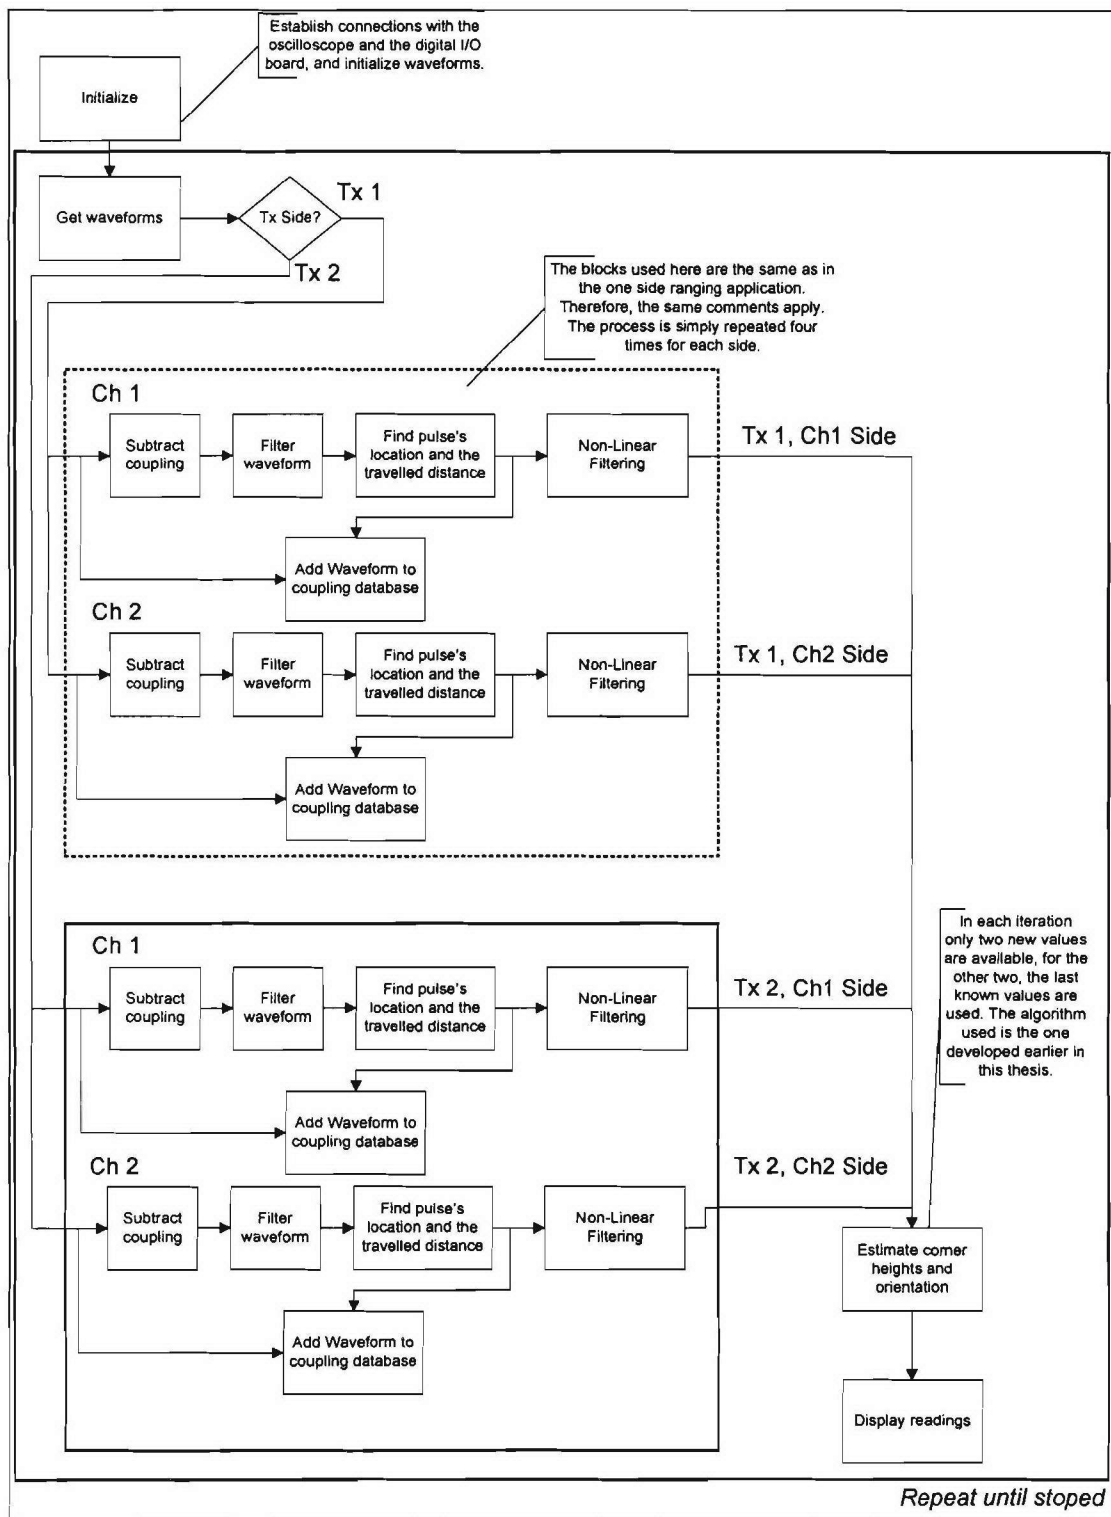 Establish connections with the
oscilloscope and the digital I/O
board, and initialize waveforms.
Initialize
Get waveforms
Tx Side?
Tx 1
Tx 2
The blocks used here are the same as in
the one side ranging application.
Therefore, the same comments apply.
The process is simply repeated four
times for each side.
Ch 1
Subtract
coupling
Filter
waveform
Find pulse's
location and the
travelled distance
Non-Linear
Filtering
Tx 1, Ch1 Side
Add Waveform to
coupling database
Ch 2
Subtract
coupling
Filter
waveform
Find pulse's
location and the
travelled distance
Non-Linear
Filtering
Tx 1, Ch2 Side
Add Waveform to
coupling database
In each iteration
only two new values
are available, for the
other two, the last
known values are
used. The algorithm
used is the one
developed earlier in
this thesis.
Ch 1
Subtract
coupling
Filter
waveform
Find pulse's
location and the
travelled distance
Non-Linear
Filtering
Tx 2, Ch1 Side
Add Waveform to
coupling database
Ch 2
Subtract
coupling
Filter
waveform
Find pulse's
location and the
travelled distance
Non-Linear
Filtering
Tx 2, Ch2 Side
Add Waveform to
coupling database
Estimate corner
heights and
orientation
Display readings
Repeat until stoped